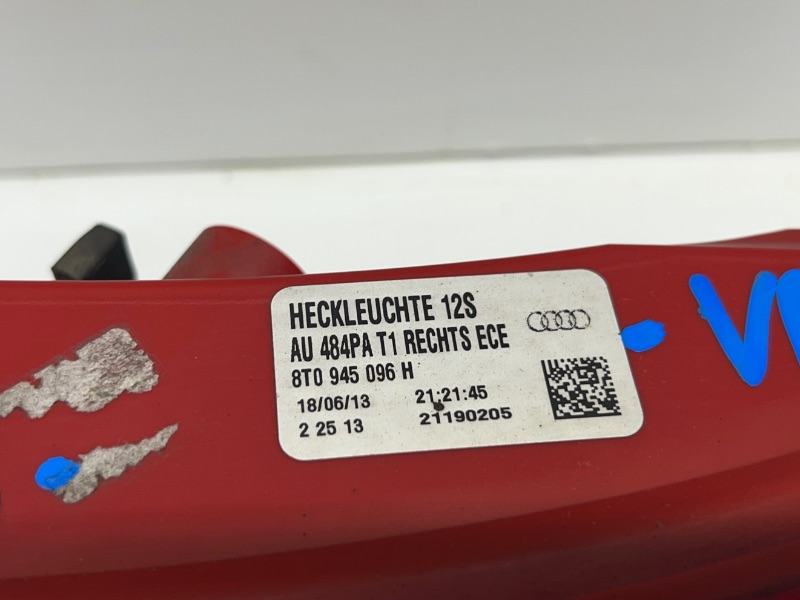 HECKLEUCHTE 12S
AU 484PA T1 RECHTS ECE
8T0 945 096 H
18/06/13 21:21:45
2 25 13 21190205